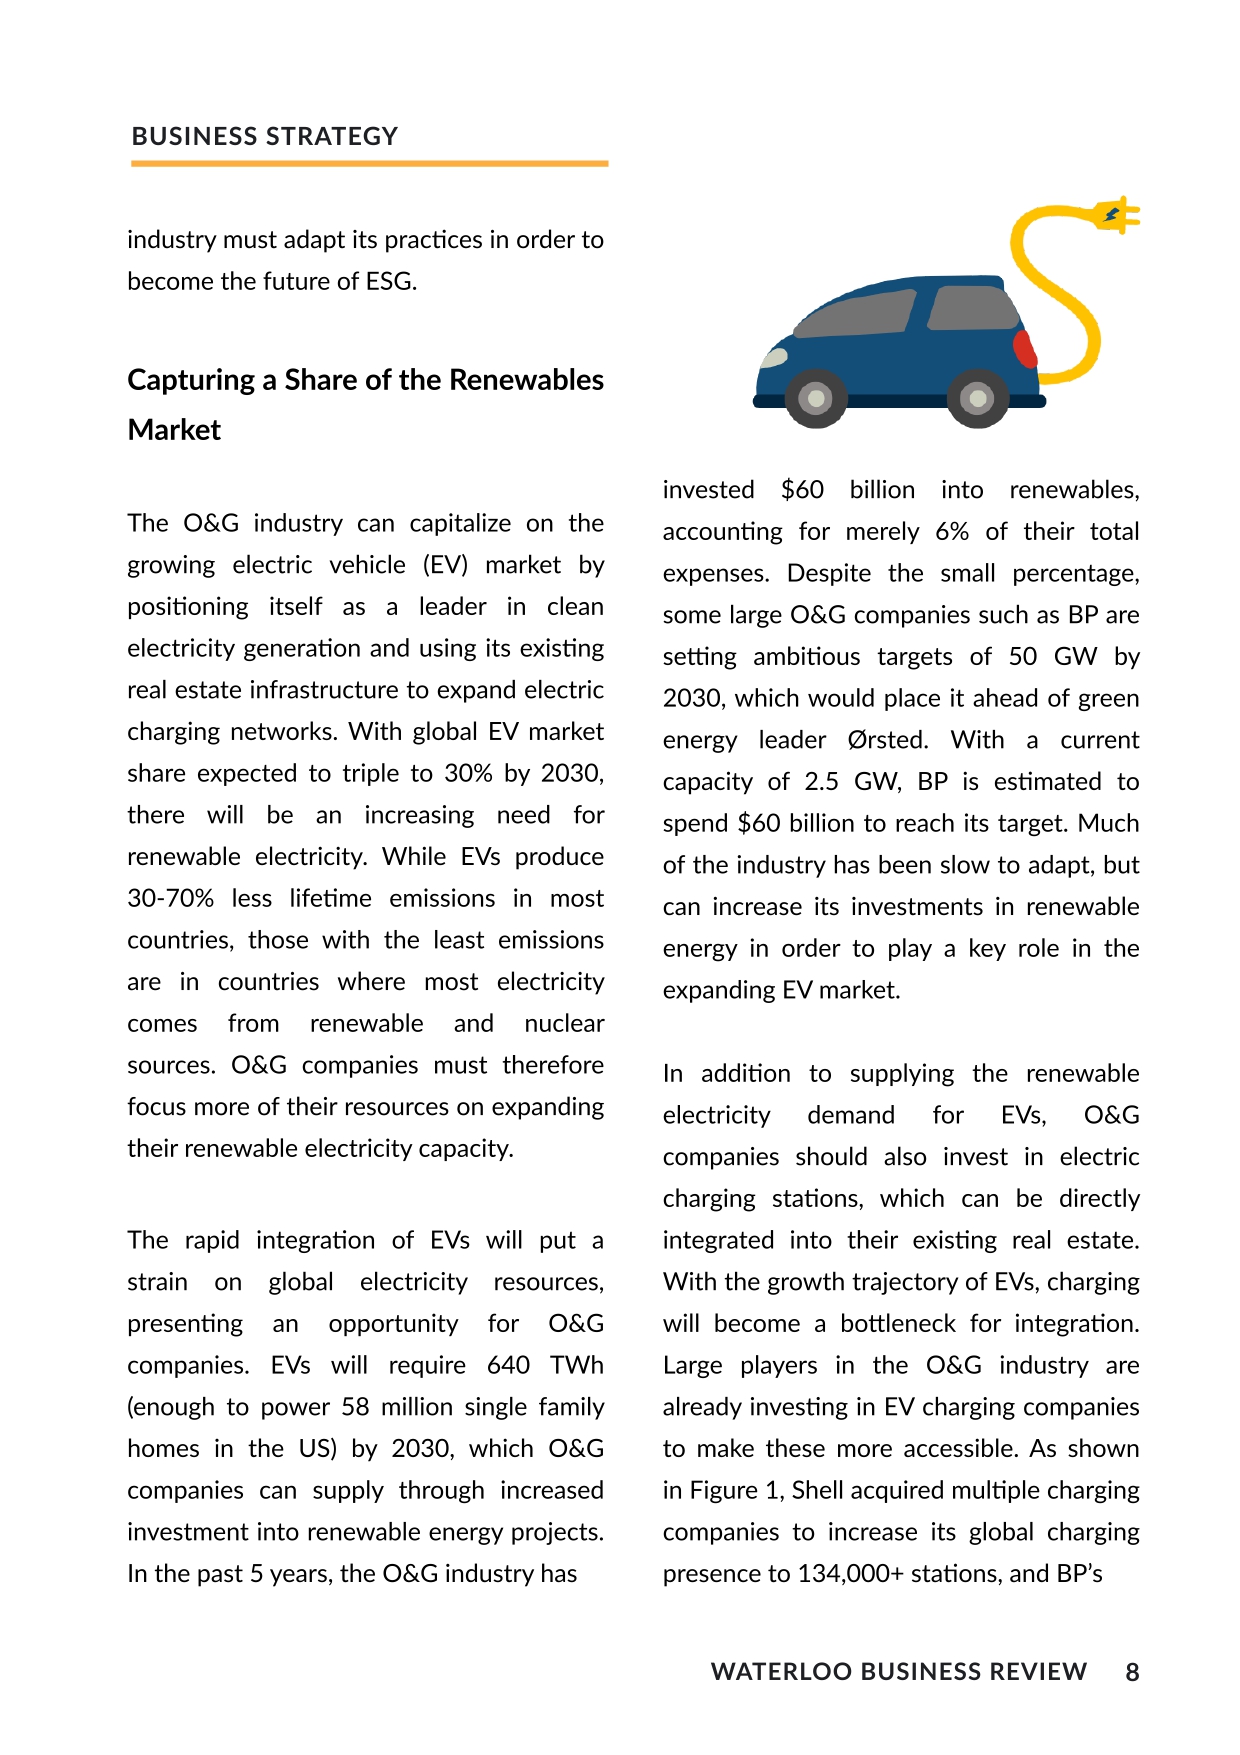 BUSINESS STRATEGY
industry must adapt its practices in order to
become the future of ESG.
Capturing a Share of the Renewables
Market
The O&G industry can capitalize on the
growing electric vehicle (EV) market by
positioning itself as a leader in clean
electricity generation and using its existing
real estate infrastructure to expand electric
charging networks. With global EV market
share expected to triple to 30% by 2030,
there will be an increasing need for
renewable electricity. While EVs produce
30-70% less lifetime emissions in most
countries, those with the least emissions
are in countries where most electricity
comes from renewable and nuclear
sources. O&G companies must therefore
focus more of their resources on expanding
their renewable electricity capacity.
The rapid integration of EVs will put a
strain on global electricity resources,
presenting an opportunity for O&G
companies. EVs will require 640 TWh
(enough to power 58 million single family
homes in the US) by 2030, which O&G
companies can supply through increased
investment into renewable energy projects.
In the past 5 years, the O&G industry has
invested $60 billion into renewables,
accounting for merely 6% of their total
expenses. Despite the small percentage,
some large O&G companies such as BP are
setting ambitious targets of 50 GW by
2030, which would place it ahead of green
energy leader Ørsted. With a current
capacity of 2.5 GW, BP is estimated to
spend $60 billion to reach its target. Much
of the industry has been slow to adapt, but
can increase its investments in renewable
energy in order to play a key role in the
expanding EV market.
In addition to supplying the renewable
electricity demand for EVs, O&G
companies should also invest in electric
charging stations, which can be directly
integrated into their existing real estate.
With the growth trajectory of EVs, charging
will become a bottleneck for integration.
Large players in the O&G industry are
already investing in EV charging companies
to make these more accessible. As shown
in Figure 1, Shell acquired multiple charging
companies to increase its global charging
presence to 134,000+ stations, and BP’s
WATERLOO BUSINESS REVIEW 8